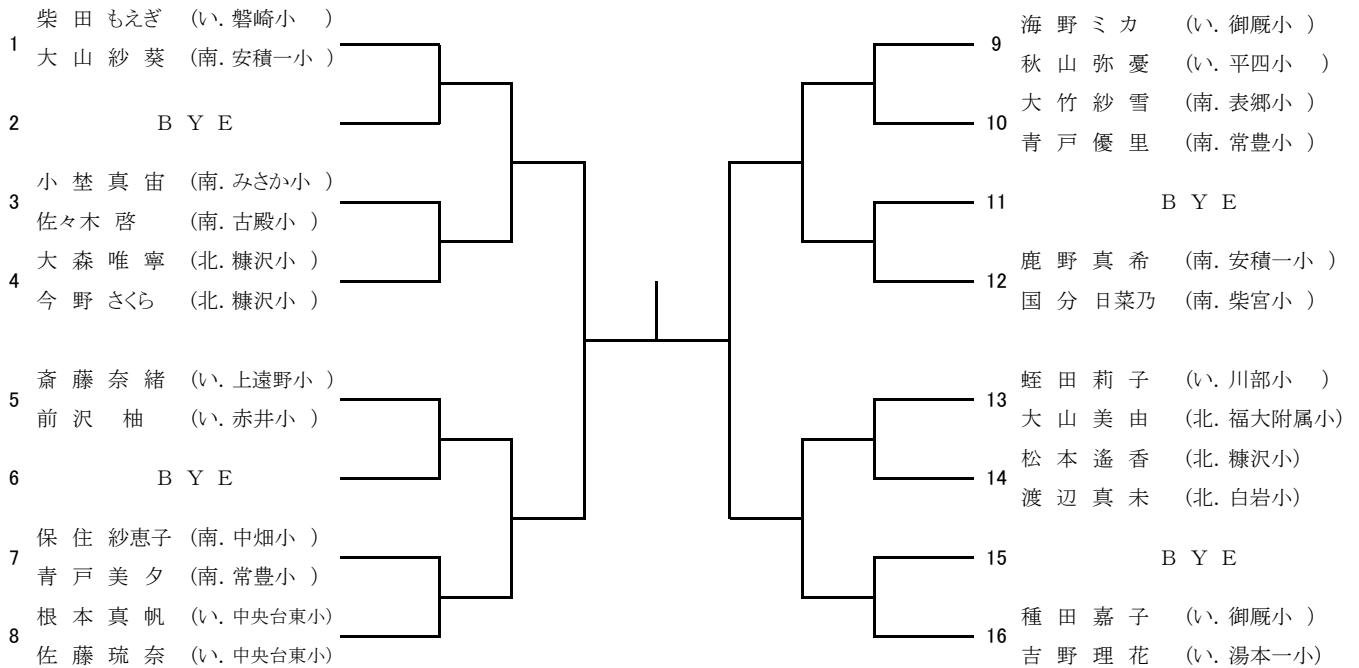 柴 田 もえぎ (い. 磐崎小 )
1
大 山 紗 葵 (南. 安積一小 )
2 B Y E
小 埜 真 宙 (南. みさか小 )
3
佐々木 啓 (南. 古殿小 )
大 森 唯 寧 (北. 糠沢小 )
4
今 野 さくら (北. 糠沢小 )
斎 藤 奈 緒 (い. 上遠野小 )
5
前 沢 柚 (い. 赤井小 )
6 B Y E
保 住 紗恵子 (南. 中畑小 )
7
青 戸 美 夕 (南. 常豊小 )
根 本 真 帆 (い. 中央台東小)
8
佐 藤 琉 奈 (い. 中央台東小)
海 野 ミ カ (い. 御厩小 )
9
秋 山 弥 憂 (い. 平四小 )
大 竹 紗 雪 (南. 表郷小 )
10
青 戸 優 里 (南. 常豊小 )
11 B Y E
鹿 野 真 希 (南. 安積一小 )
12
国 分 日菜乃 (南. 柴宮小 )
蛭 田 莉 子 (い. 川部小 )
13
大 山 美 由 (北. 福大附属小)
松 本 遙 香 (北. 糠沢小)
14
渡 辺 真 未 (北. 白岩小)
15 B Y E
種 田 嘉 子 (い. 御厩小 )
16
吉 野 理 花 (い. 湯本一小)